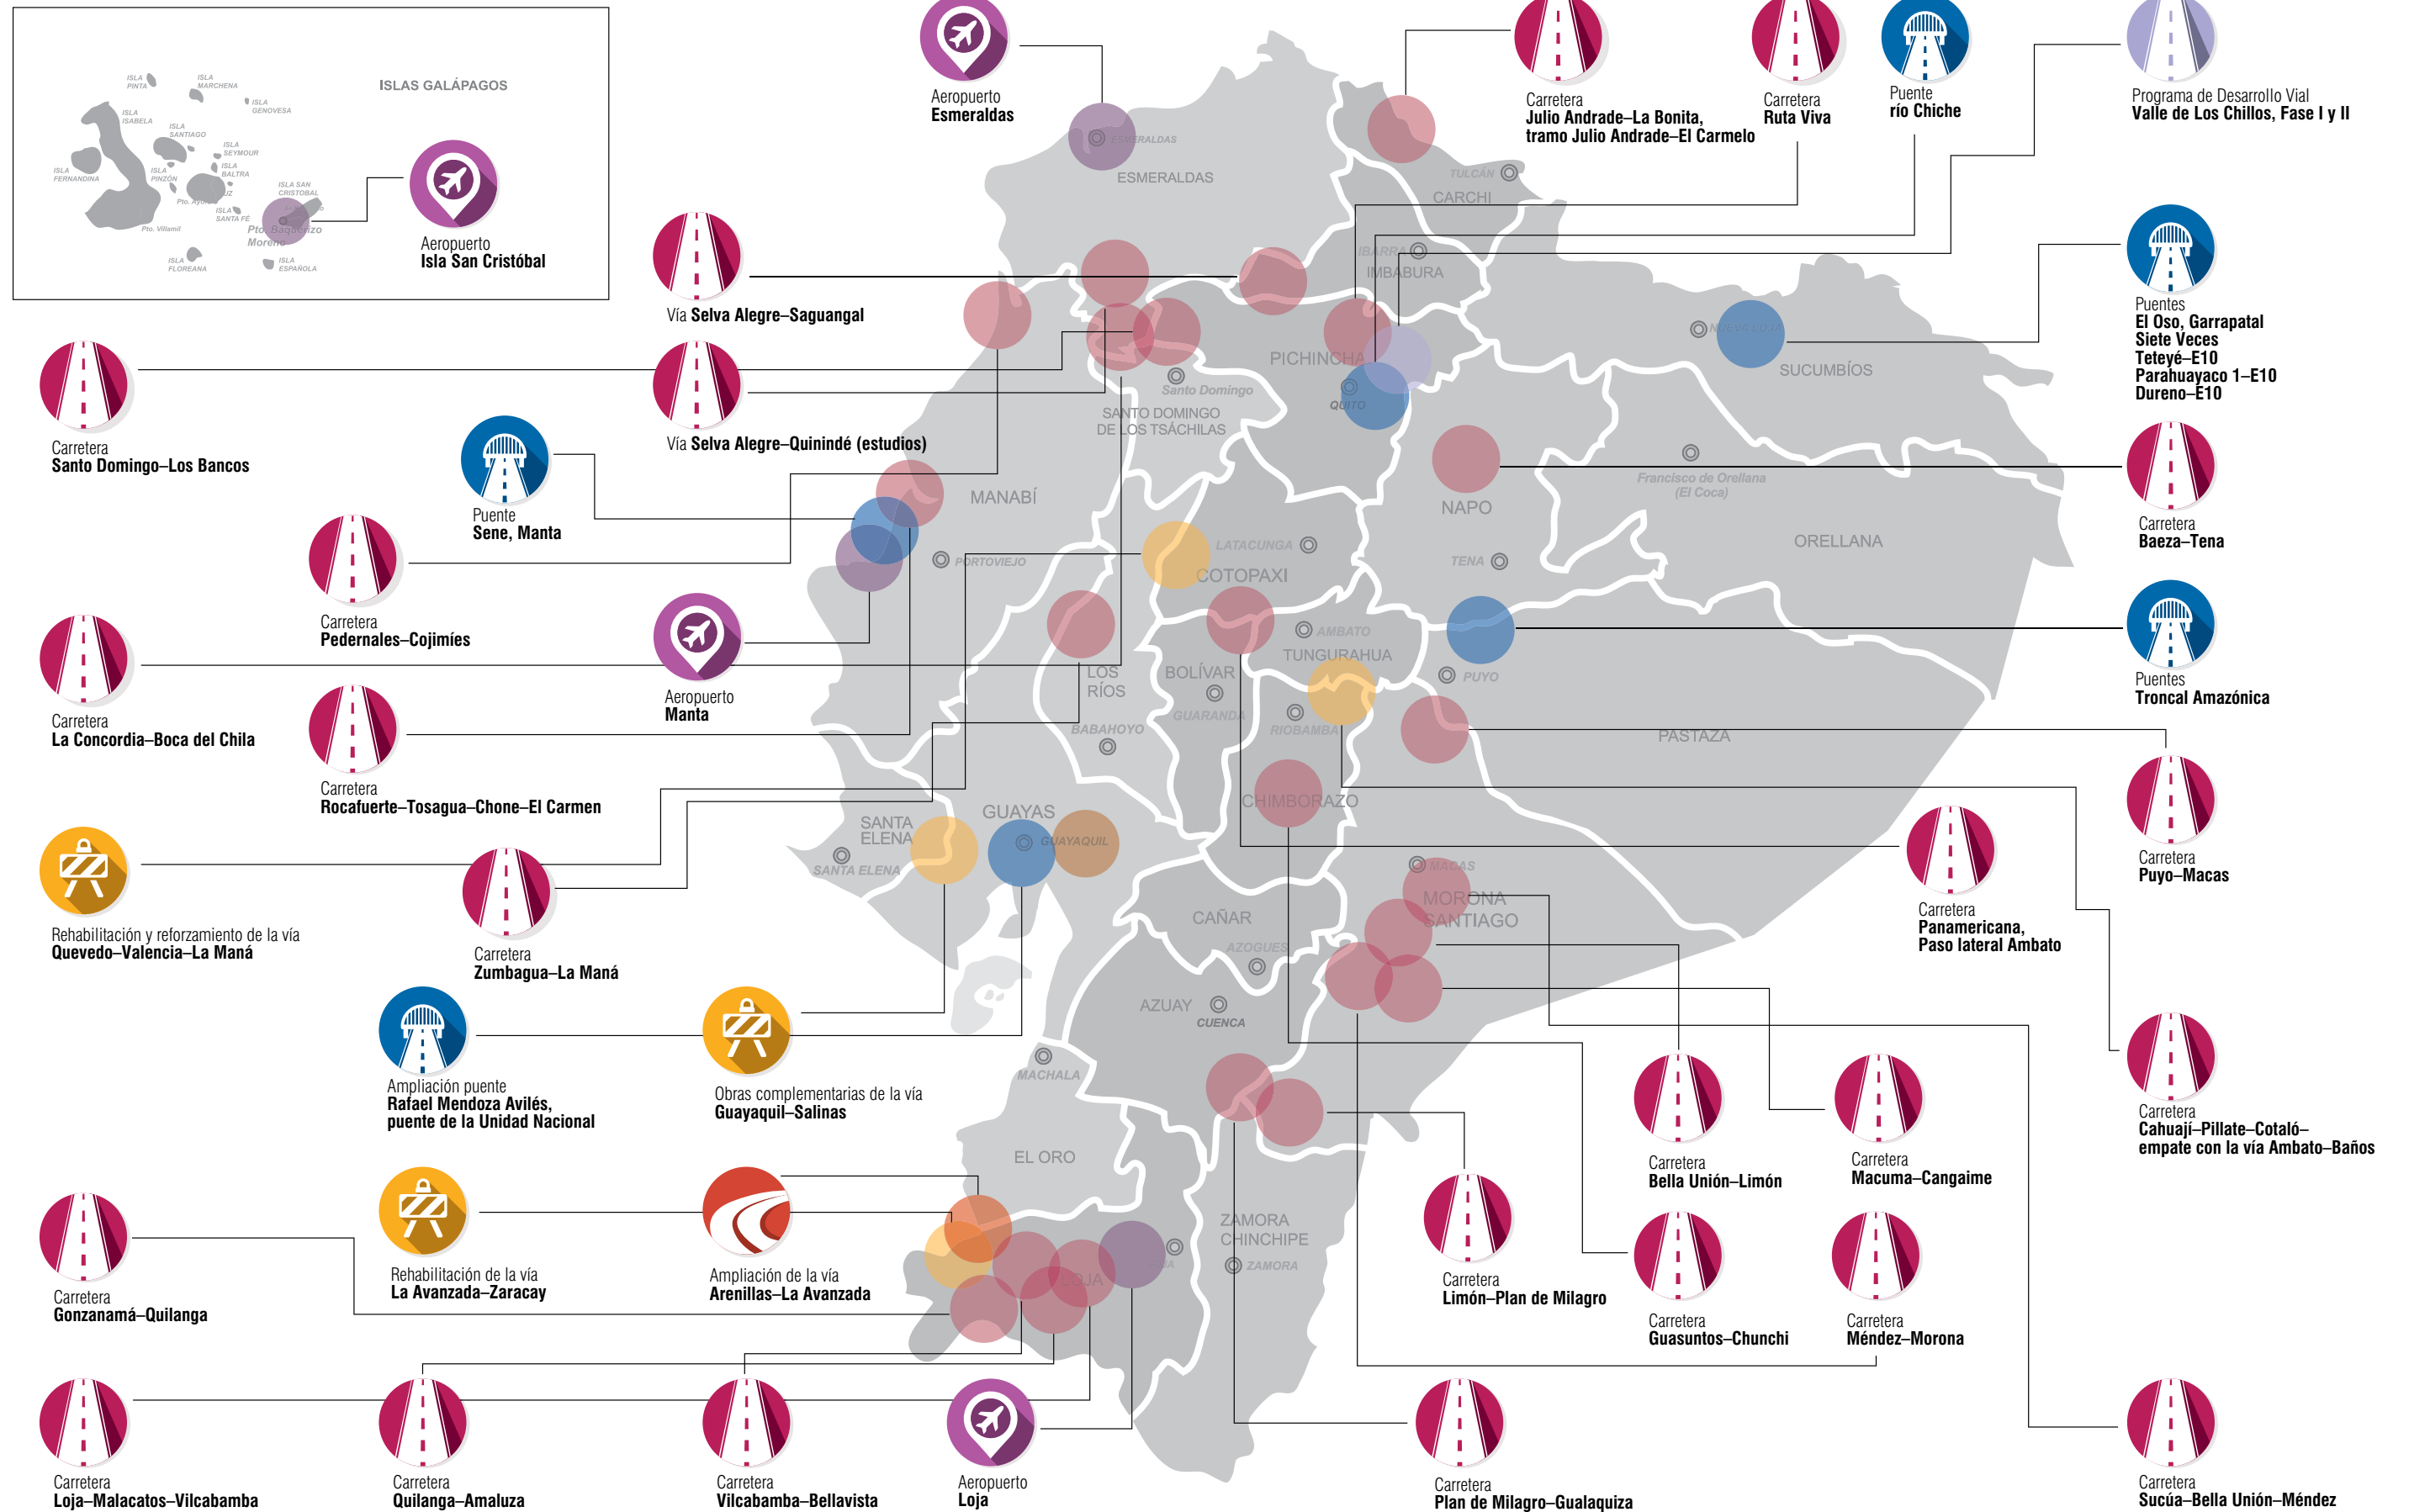 ISLAS GALÁPAGOS
ISLA
PINTA
ISLA
MARCHENA
ISLA
GENOVESA
ISLA
ISABELA
ISLA
SANTIAGO
ISLA
SEYMOUR
ISLA
FERNANDINA
ISLA
PINZÓN
ISLA
BALTRA
ISLA SAN
CRISTOBAL
ISLA
SANTA FÉ
Pto. Villamil
Pto. Baquerizo
Moreno
ISLA
FLOREANA
ISLA
ESPAÑOLA
Aeropuerto
Isla San Cristóbal
Aeropuerto
Esmeraldas
Carretera
Julio Andrade–La Bonita,
tramo Julio Andrade–El Carmelo
Carretera
Ruta Viva
Puente
río Chiche
Programa de Desarrollo Vial
Valle de Los Chillos, Fase I y II
Vía Selva Alegre–Saguangal
Vía Selva Alegre–Quinindé (estudios)
Carretera
Santo Domingo–Los Bancos
Puente
Sene, Manta
Carretera
Pedernales–Cojimíes
Aeropuerto
Manta
Carretera
La Concordia–Boca del Chila
Carretera
Rocafuerte–Tosagua–Chone–El Carmen
Rehabilitación y reforzamiento de la vía
Quevedo–Valencia–La Maná
Carretera
Zumbagua–La Maná
Ampliación puente
Rafael Mendoza Avilés,
puente de la Unidad Nacional
Obras complementarias de la vía
Guayaquil–Salinas
Carretera
Gonzanamá–Quilanga
Rehabilitación de la vía
La Avanzada–Zaracay
Ampliación de la vía
Arenillas–La Avanzada
Carretera
Loja–Malacatos–Vilcabamba
Carretera
Quilanga–Amaluza
Carretera
Vilcabamba–Bellavista
Aeropuerto
Loja
Puentes
El Oso, Garrapatal
Siete Veces
Teteyé–E10
Parahuayaco 1–E10
Dureno–E10
Carretera
Baeza–Tena
Puentes
Troncal Amazónica
Carretera
Puyo–Macas
Carretera
Panamericana,
Paso lateral Ambato
Carretera
Cahuají–Pillate–Cotaló–
empate con la vía Ambato–Baños
Carretera
Bella Unión–Limón
Carretera
Macuma–Cangaime
Carretera
Limón–Plan de Milagro
Carretera
Guasuntos–Chunchi
Carretera
Méndez–Morona
Carretera
Plan de Milagro–Gualaquiza
Carretera
Sucúa–Bella Unión–Méndez
ESMERALDAS
ESMERALDAS
TULCÁN
CARCHI
IBARRA
IMBABURA
PICHINCHA
QUITO
Santo Domingo
SANTO DOMINGO
DE LOS TSÁCHILAS
NUEVA LOJA
SUCUMBÍOS
Francisco de Orellana
(El Coca)
ORELLANA
NAPO
TENA
MANABÍ
PORTOVIEJO
LATACUNGA
COTOPAXI
AMBATO
TUNGURAHUA
PUYO
PASTAZA
LOS
RÍOS
BABAHOYO
BOLÍVAR
GUARANDA
RIOBAMBA
CHIMBORAZO
GUAYAS
GUAYAQUIL
SANTA
ELENA
SANTA ELENA
MACAS
MORONA
SANTIAGO
CAÑAR
AZOGUES
AZUAY
CUENCA
MACHALA
EL ORO
LOJA
ZAMORA
CHINCHIPE
ZAMORA